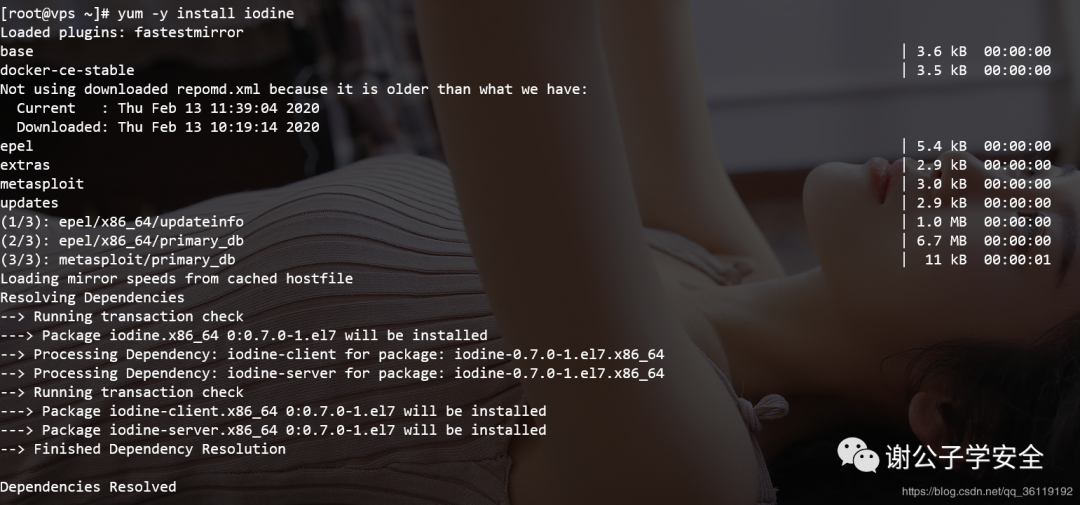 [root@vps ~]# yum -y install iodine
Loaded plugins: fastestmirror
base | 3.6 kB 00:00:00
docker-ce-stable | 3.5 kB 00:00:00
Not using downloaded repomd.xml because it is older than what we have:
Current : Thu Feb 13 11:39:04 2020
Downloaded: Thu Feb 13 10:19:14 2020
epel | 5.4 kB 00:00:00
extras | 2.9 kB 00:00:00
metasploit | 3.0 kB 00:00:00
updates | 2.9 kB 00:00:00
(1/3): epel/x86_64/updateinfo | 1.0 MB 00:00:00
(2/3): epel/x86_64/primary_db | 6.7 MB 00:00:00
(3/3): metasploit/primary_db | 11 kB 00:00:01
Loading mirror speeds from cached hostfile
Resolving Dependencies
--> Running transaction check
---> Package iodine.x86_64 0:0.7.0-1.el7 will be installed
--> Processing Dependency: iodine-client for package: iodine-0.7.0-1.el7.x86_64
--> Processing Dependency: iodine-server for package: iodine-0.7.0-1.el7.x86_64
--> Running transaction check
---> Package iodine-client.x86_64 0:0.7.0-1.el7 will be installed
---> Package iodine-server.x86_64 0:0.7.0-1.el7 will be installed
--> Finished Dependency Resolution
谢公子学安全
Dependencies Resolved
https://blog.csdn.net/qq_36119192